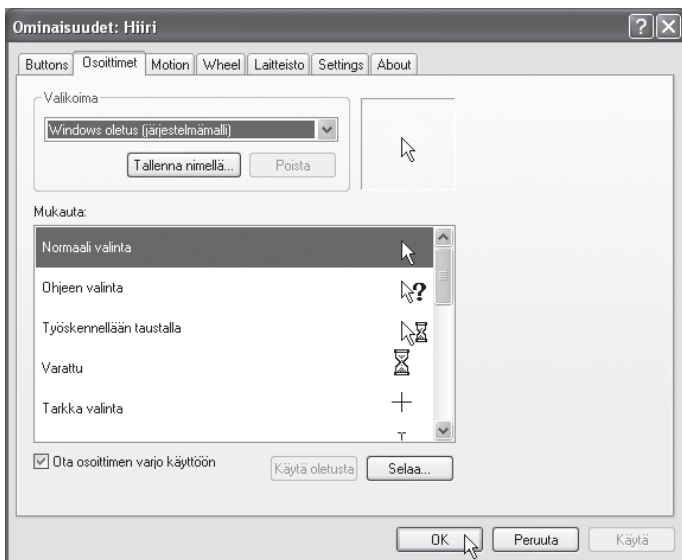 Ominaisuudet: Hiiri
Buttons Osoittimet Motion Wheel Laitteisto Settings About
Valikoima
Windows oletus (järjestelmämalli)
Tallenna nimellä... Poista
Mukauta:
Normaali valinta
Ohjeen valinta
Työskennellään taustalla
Varattu
Tarkka valinta
Ota osoittimen varjo käyttöön Käytä oletusta Selaa...
OK Peruuta Käytä